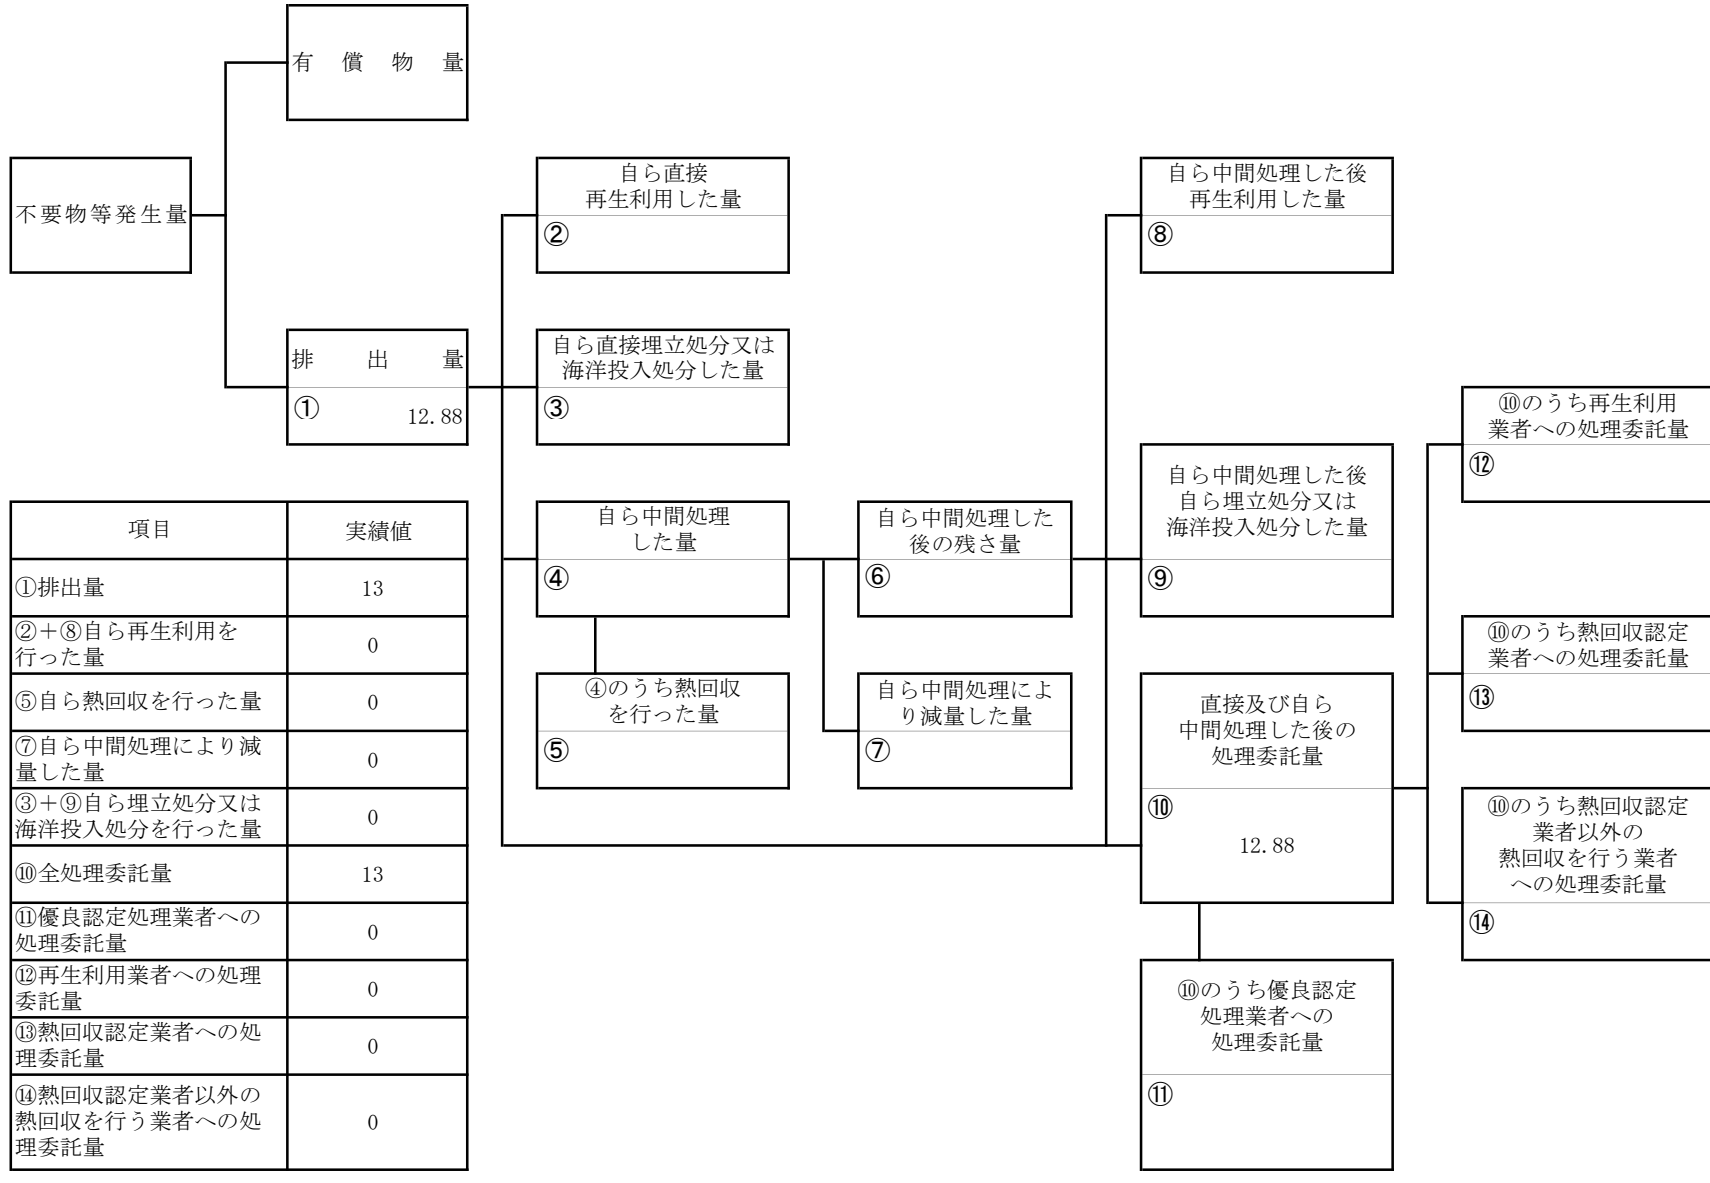 有償物量
不要物等発生量
排出量
① 12.88
自ら直接
再生利用した量
②
自ら直接埋立処分又は
海洋投入処分した量
③
自ら中間処理
した量
④
④のうち熱回収
を行った量
⑤
自ら中間処理した
後の残さ量
⑥
自ら中間処理によ
り減量した量
⑦
自ら中間処理した後
再生利用した量
⑧
自ら中間処理した後
自ら埋立処分又は
海洋投入処分した量
⑨
直接及び自ら
中間処理した後の
処理委託量
⑩
12.88
⑩のうち優良認定
処理業者への
処理委託量
⑪
⑩のうち再生利用
業者への処理委託量
⑫
⑩のうち熱回収認定
業者への処理委託量
⑬
⑩のうち熱回収認定
業者以外の
熱回収を行う業者
への処理委託量
⑭
項目 実績値
①排出量 13
②＋⑧自ら再生利用を
行った量 0
⑤自ら熱回収を行った量 0
⑦自ら中間処理により減
量した量 0
③＋⑨自ら埋立処分又は
海洋投入処分を行った量 0
⑩全処理委託量 13
⑪優良認定処理業者への
処理委託量 0
⑫再生利用業者への処理
委託量 0
⑬熱回収認定業者への処
理委託量 0
⑭熱回収認定業者以外の
熱回収を行う業者への処 0
理委託量